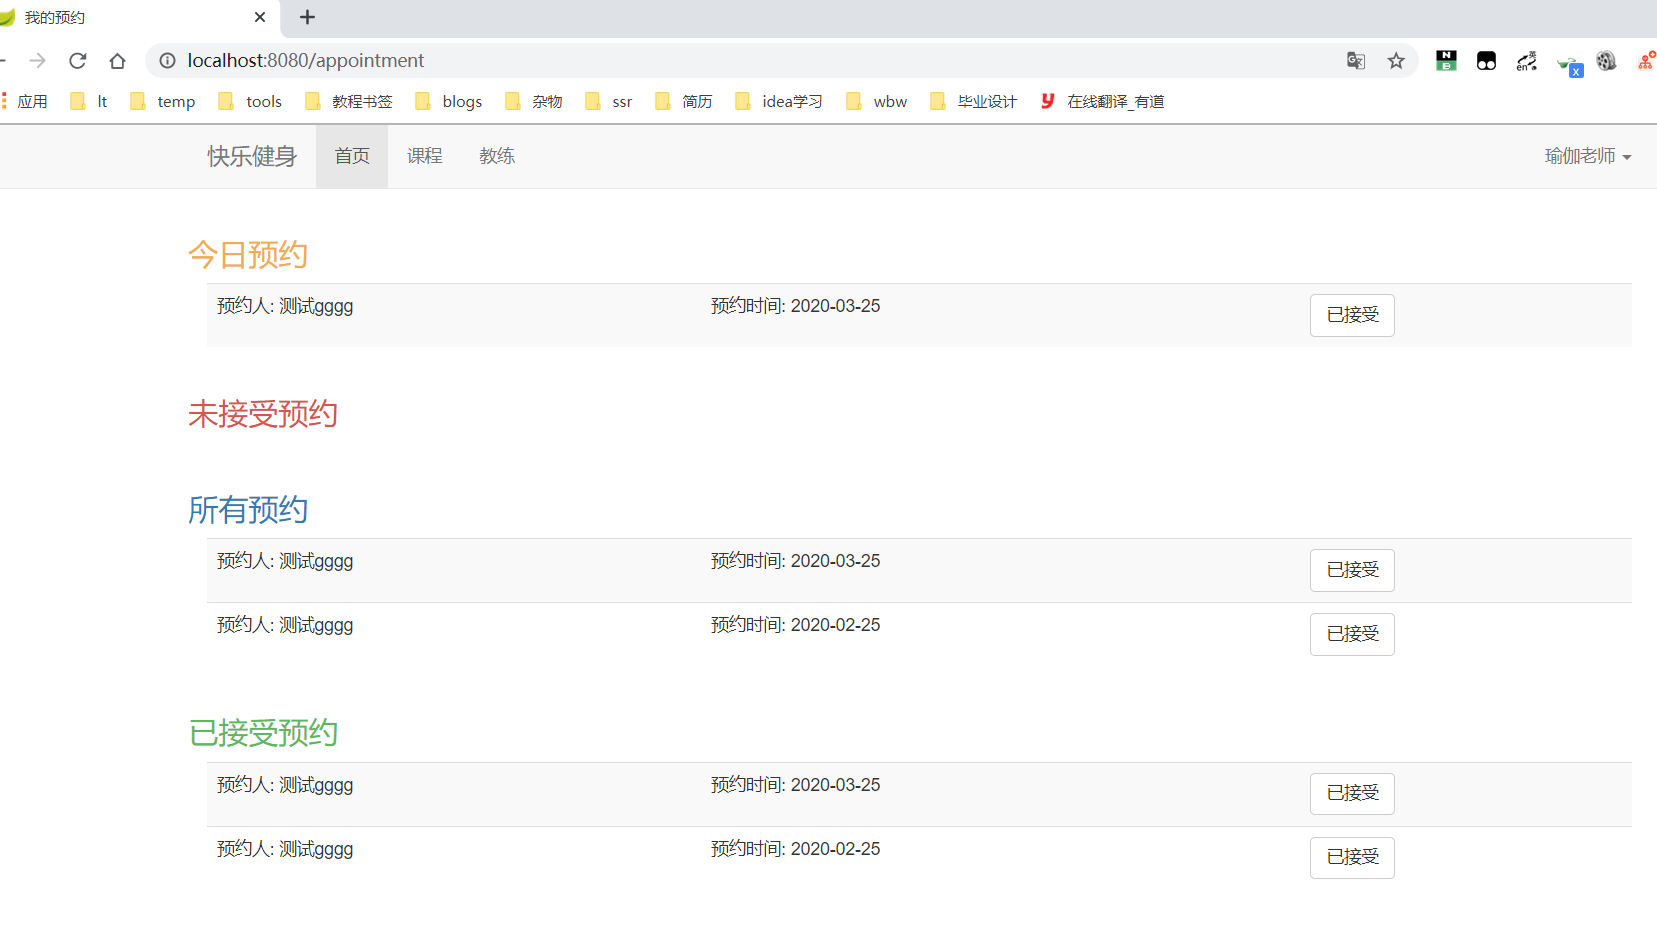 我的预约
localhost:8080/appointment
应用 lt temp tools 教程书签 blogs 杂物 ssr 简历 idea学习 wbw 毕业设计 在线翻译_有道
快乐健身 首页 课程 教练 瑜伽老师
今日预约
预约人: 测试gggg 预约时间: 2020-03-25 已接受
未接受预约
所有预约
预约人: 测试gggg 预约时间: 2020-03-25 已接受
预约人: 测试gggg 预约时间: 2020-02-25 已接受
已接受预约
预约人: 测试gggg 预约时间: 2020-03-25 已接受
预约人: 测试gggg 预约时间: 2020-02-25 已接受